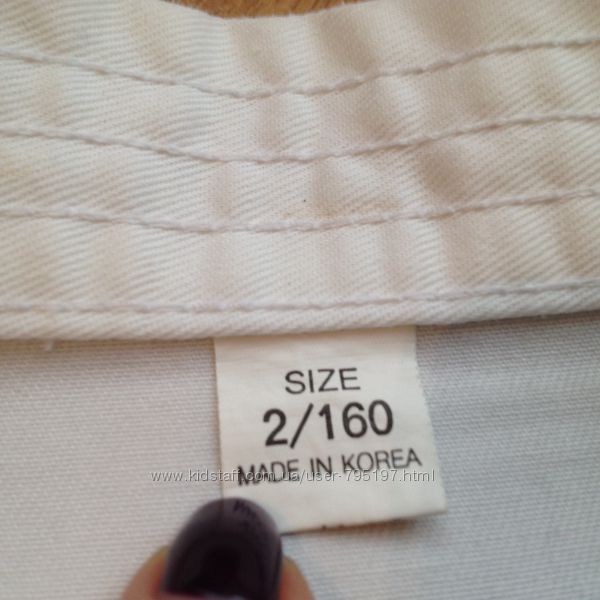 SIZE
2/160
MADE IN KOREA
www.kidstaff.com.ua/user-795197.html